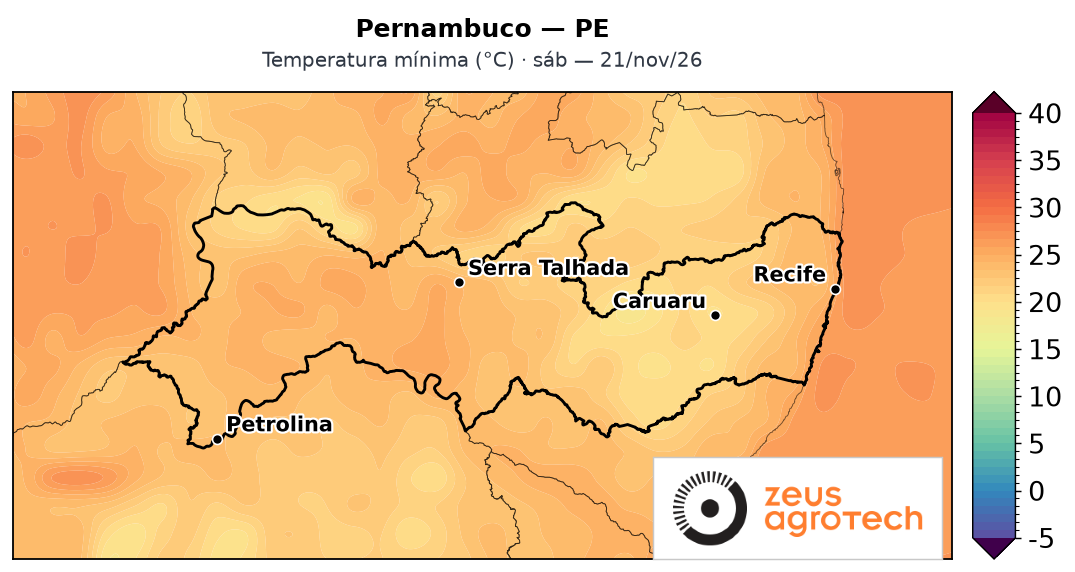 Pernambuco — PE
Temperatura mínima (°C) · sáb — 21/nov/26
Serra Talhada
Recife
Caruaru
Petrolina
40
35
30
25
20
15
10
5
0
-5
zeus
agrotech